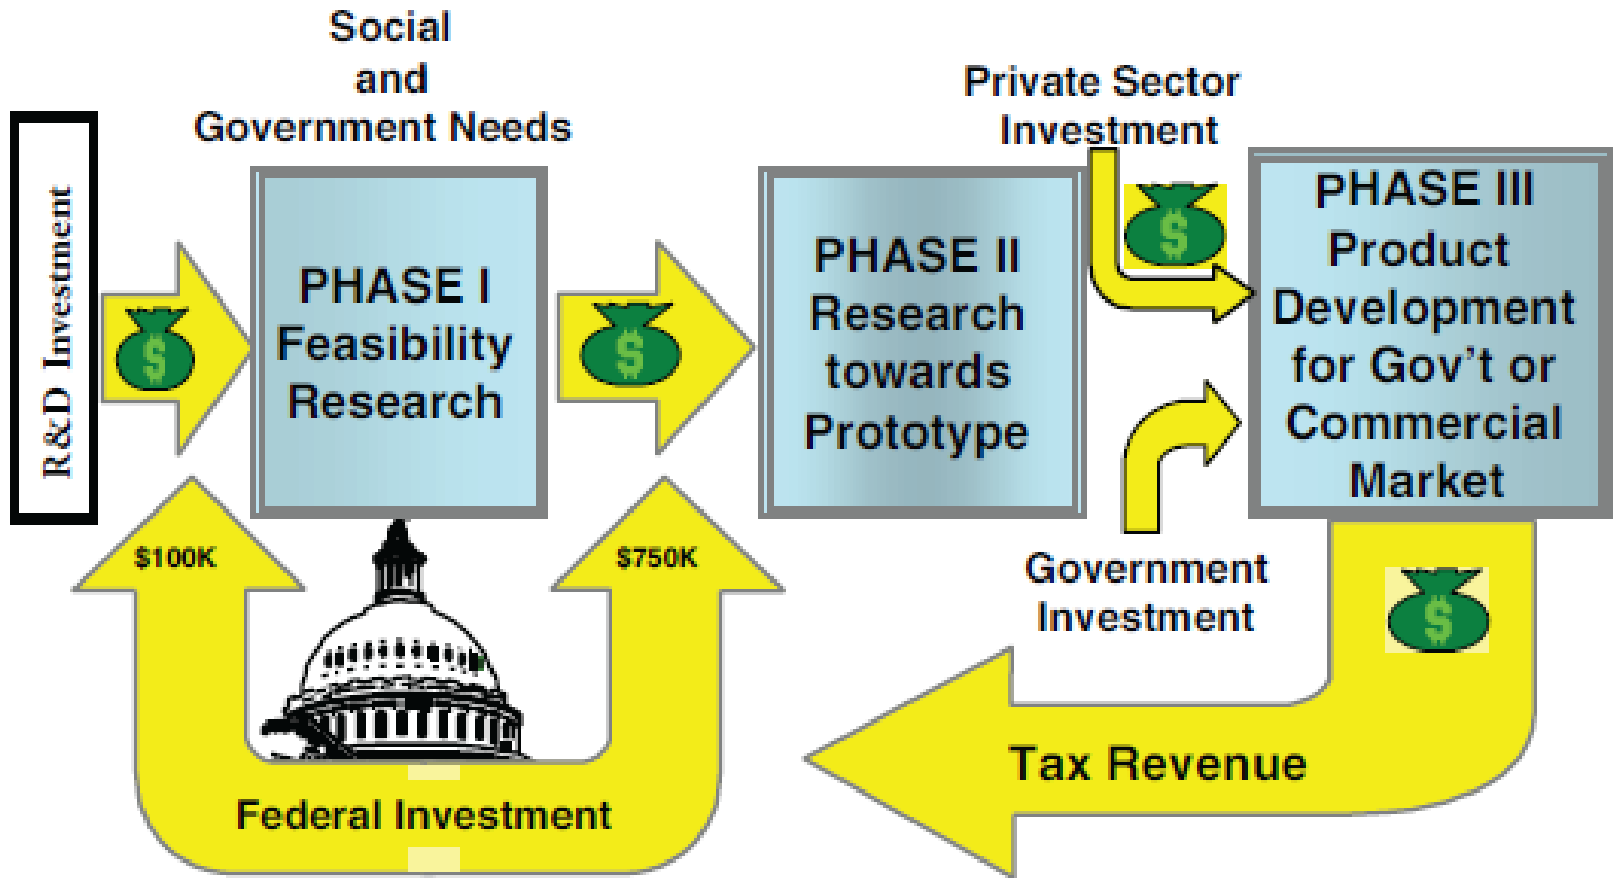 Social
and
Government Needs
Private Sector
Investment
R&D Investment
$
PHASE I
Feasibility
Research
$
PHASE II
Research
towards
Prototype
$
PHASE III
Product
Development
for Gov't or
Commercial
Market
$100K
$750K
Government
Investment
$
Tax Revenue
Federal Investment